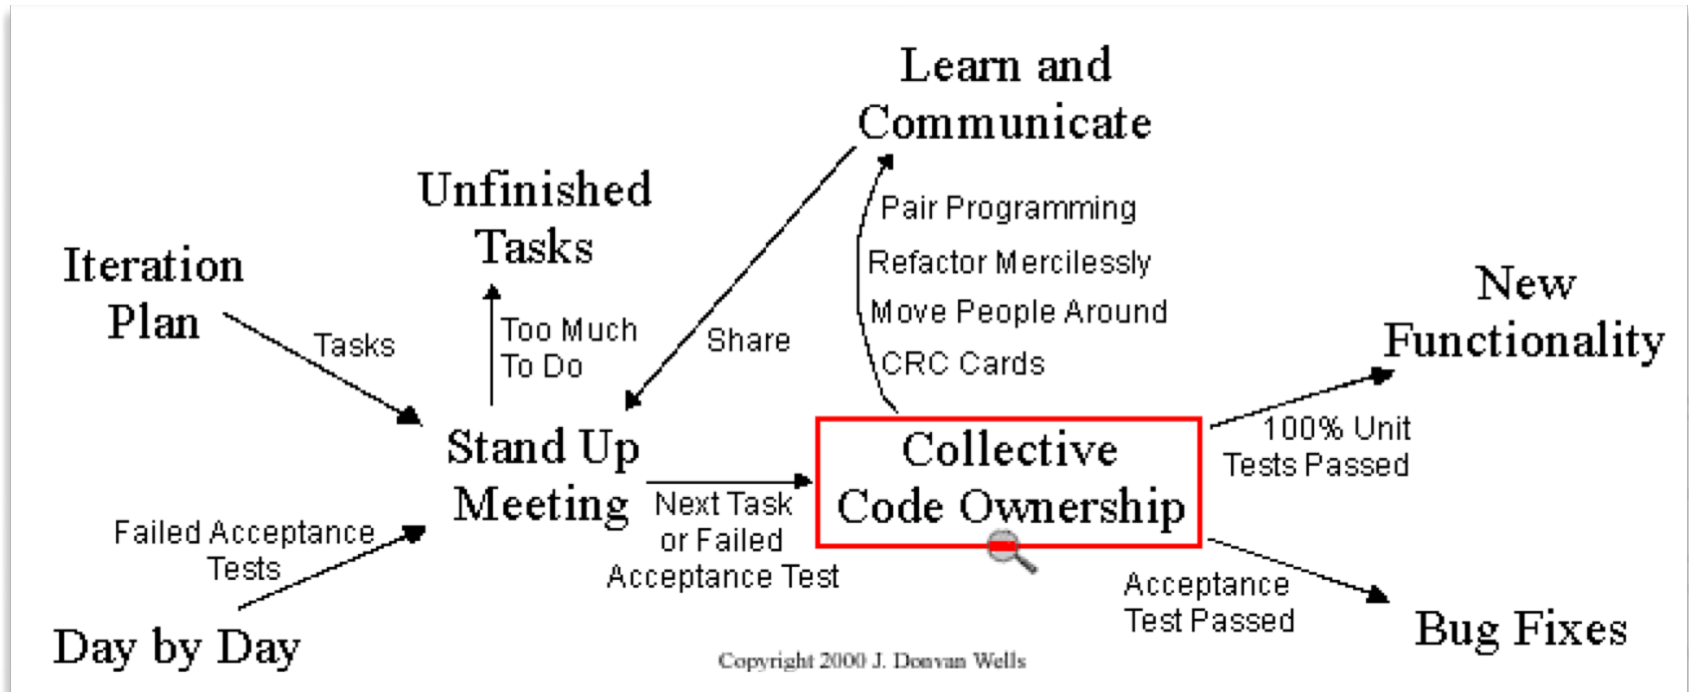 Learn and
Communicate
Unfinished
Tasks
Pair Programming
Iteration
Plan
Refactor Mercilessly
New
Functionality
Move People Around
Tasks
Too Much
To Do
Share
CRC Cards
Stand Up
Meeting
Collective
Code Ownership
100% Unit
Tests Passed
Next Task
or Failed
Acceptance Test
Failed Acceptance
Tests
Acceptance
Test Passed
Day by Day
Bug Fixes
Copyright 2000 J. Donvan Wells